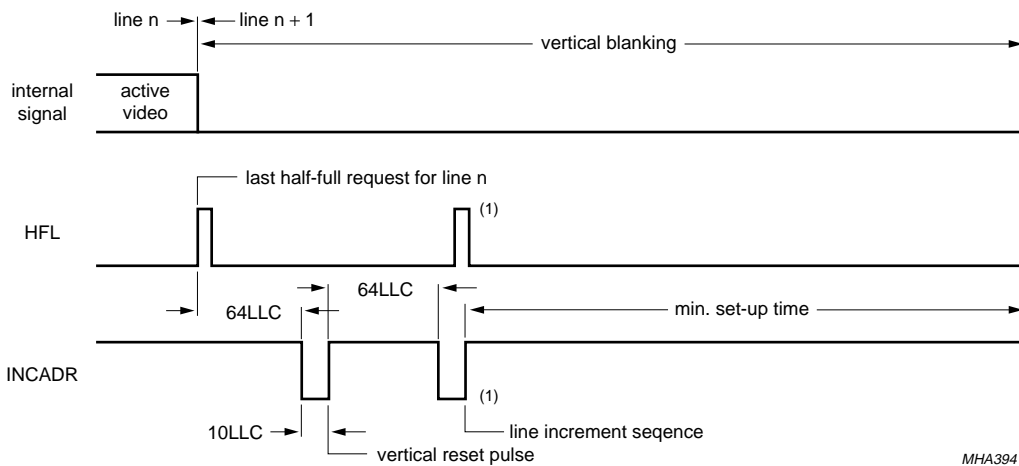 line n
line n + 1
vertical blanking
internal
signal
active
video
last half-full request for line n
HFL
(1)
64LLC
64LLC
min. set-up time
INCADR
(1)
10LLC
line increment seqence
vertical reset pulse
MHA394